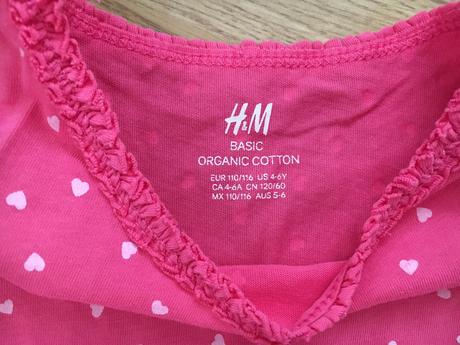 H&M
BASIC
ORGANIC COTTON
EUR 110/116 US 4-6Y
CA 4-6A CN 120/60
MX 110/116 AUS 5-6